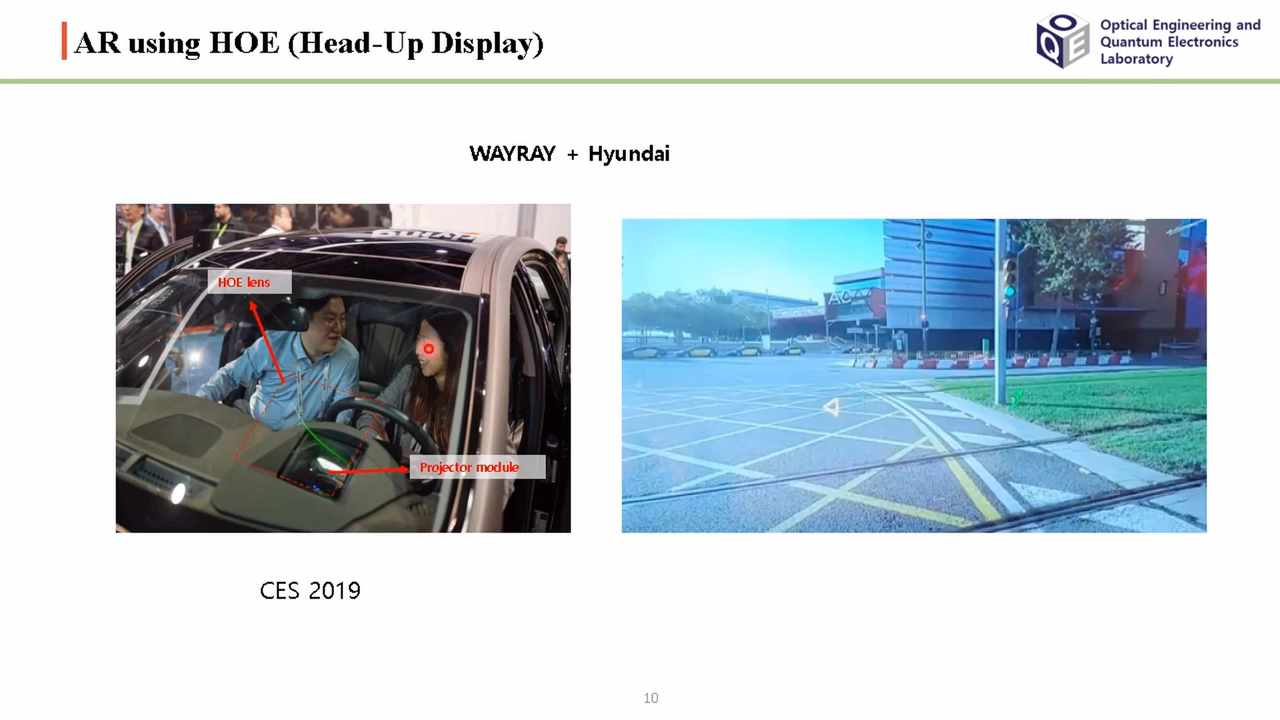 AR using HOE (Head-Up Display)
Optical Engineering and
Quantum Electronics
Laboratory
WAYRAY + Hyundai
HOE lens
Projector module
CES 2019
10